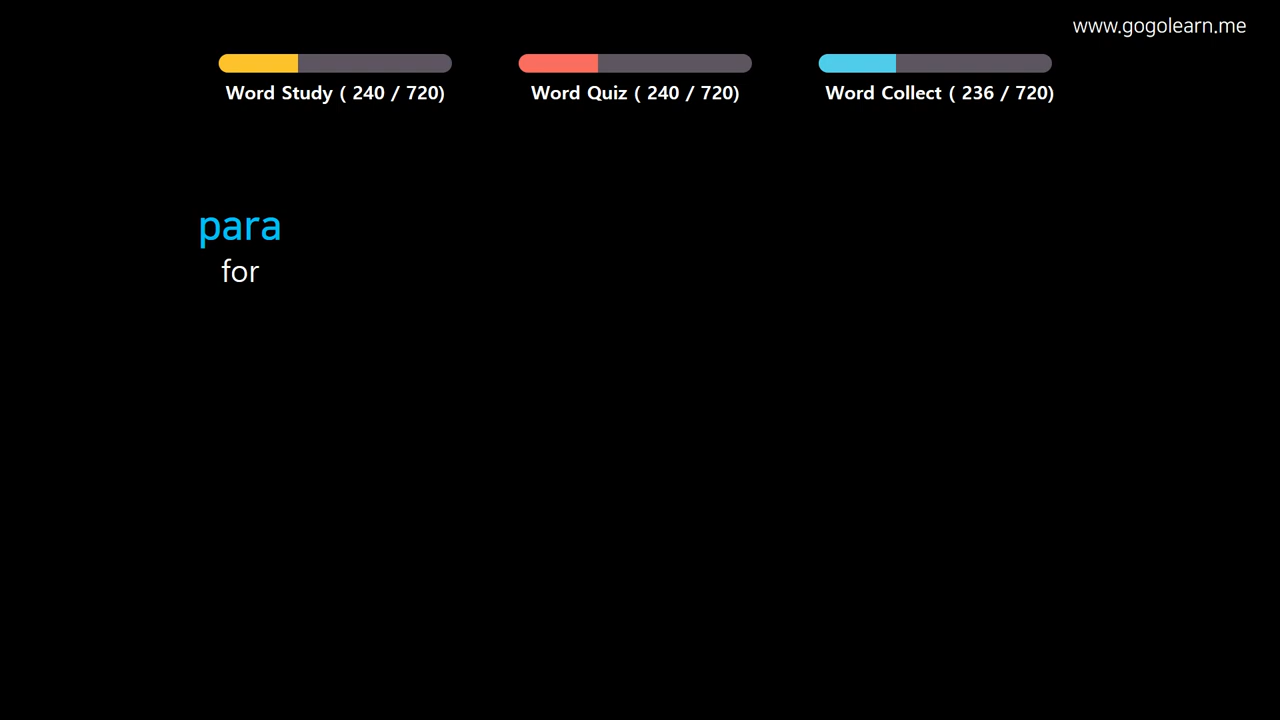 www.gogolearn.me
Word Study ( 240 / 720)
Word Quiz ( 240 / 720)
Word Collect ( 236 / 720)
para
for